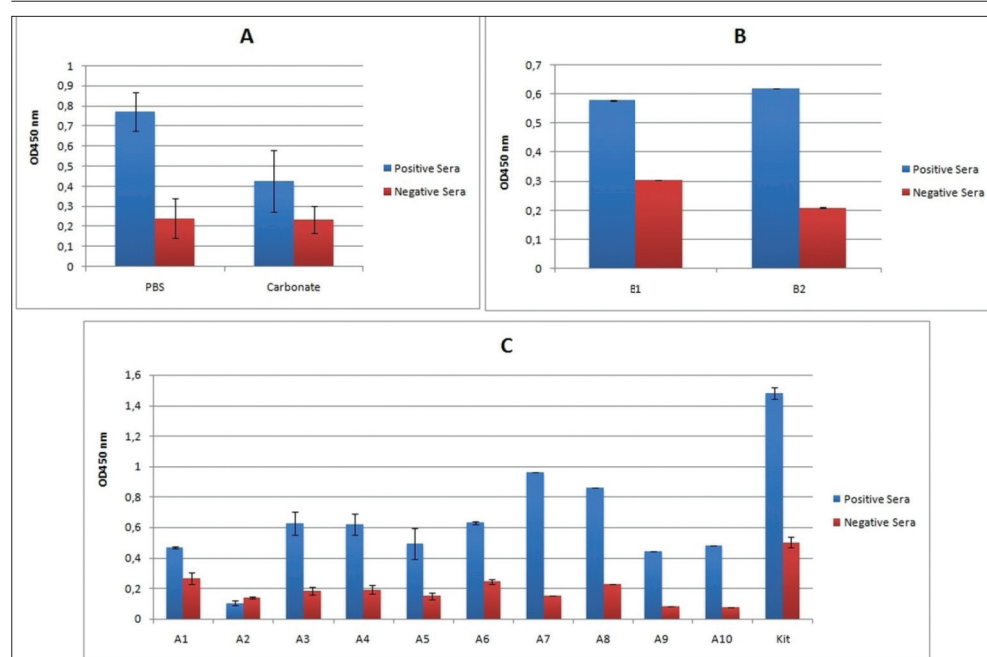 A
OD450 nm
1
0,9
0,8
0,7
0,6
0,5
0,4
0,3
0,2
0,1
0
PBS Carbonate
Positive Sera
Negative Sera
B
OD450 nm
0,7
0,6
0,5
0,4
0,3
0,2
0,1
0
B1 B2
Positive Sera
Negative Sera
C
OD450 nm
1,6
1,4
1,2
1
0,8
0,6
0,4
0,2
0
A1 A2 A3 A4 A5 A6 A7 A8 A9 A10 Kit
Positive Sera
Negative Sera